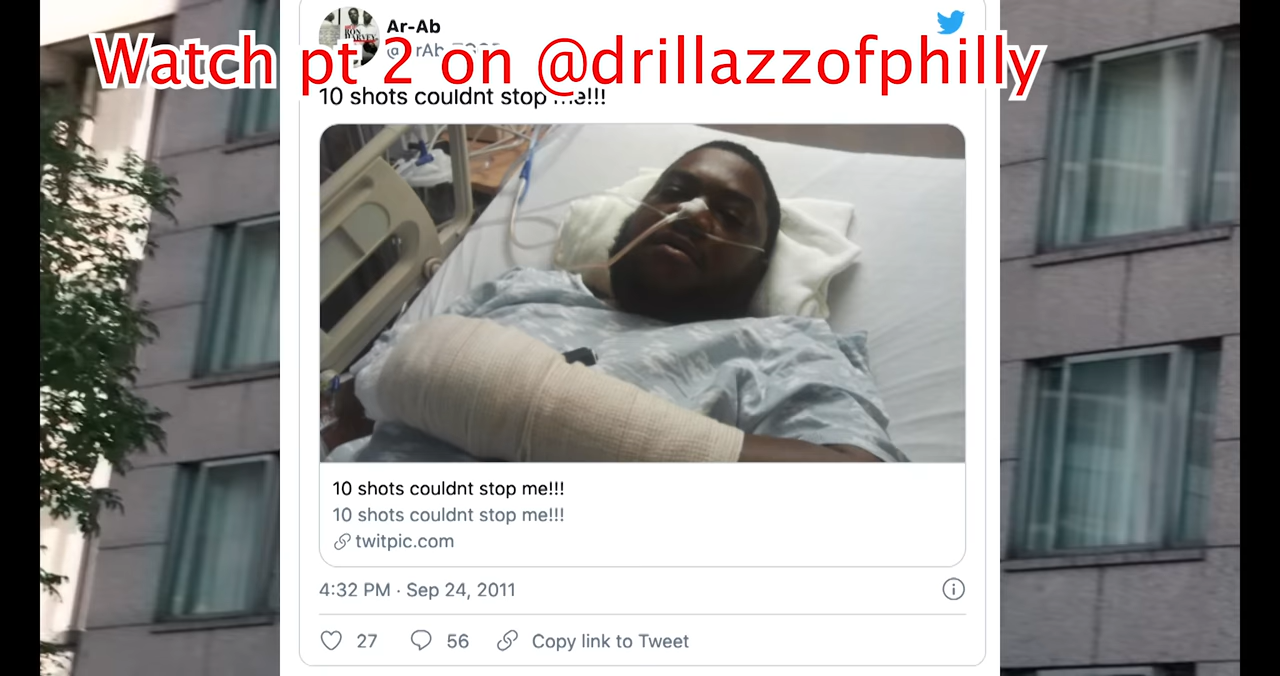 Ar-Ab
Watch pt 2 on @drillazzofphilly
10 shots couldnt stop me!!!
10 shots couldnt stop me!!!
10 shots couldnt stop me!!!
twitpic.com
4:32 PM · Sep 24, 2011
27 56 Copy link to Tweet